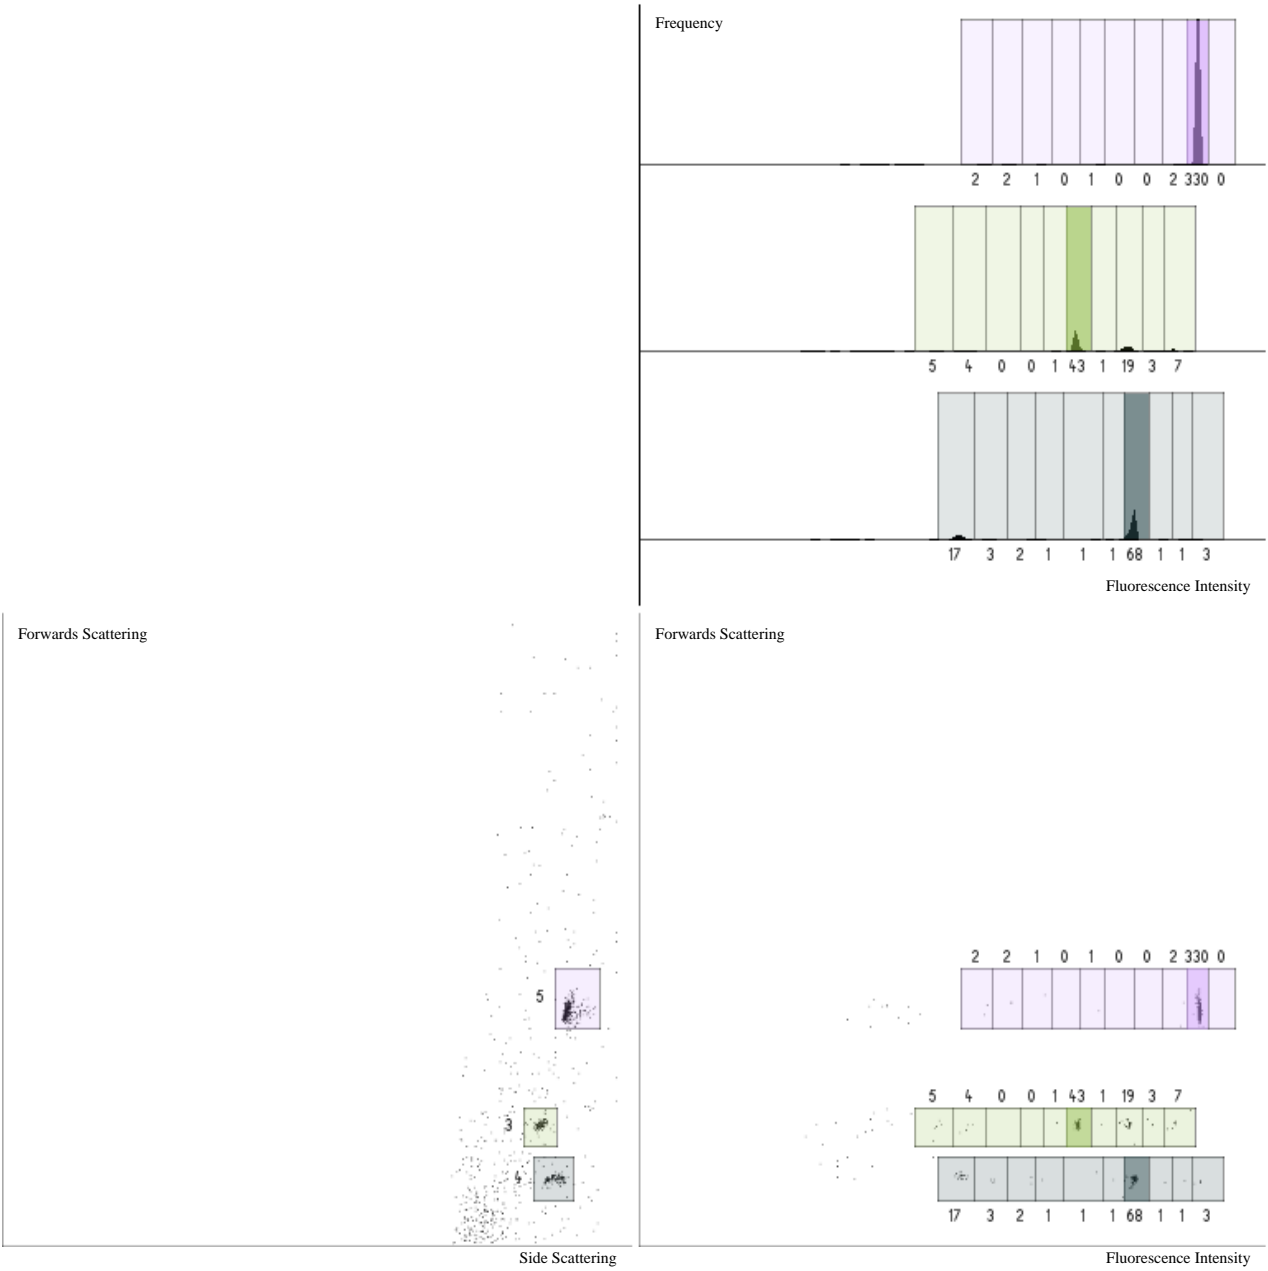 Frequency
2 2 1 0 1 0 0 2 330 0
5 4 0 0 1 43 1 19 3 7
17 3 2 1 1 1 68 1 1 3
Fluorescence Intensity
Forwards Scattering
5
3
4
Side Scattering
Forwards Scattering
2 2 1 0 1 0 0 2 330 0
5 4 0 0 1 43 1 19 3 7
17 3 2 1 1 1 68 1 1 3
Fluorescence Intensity